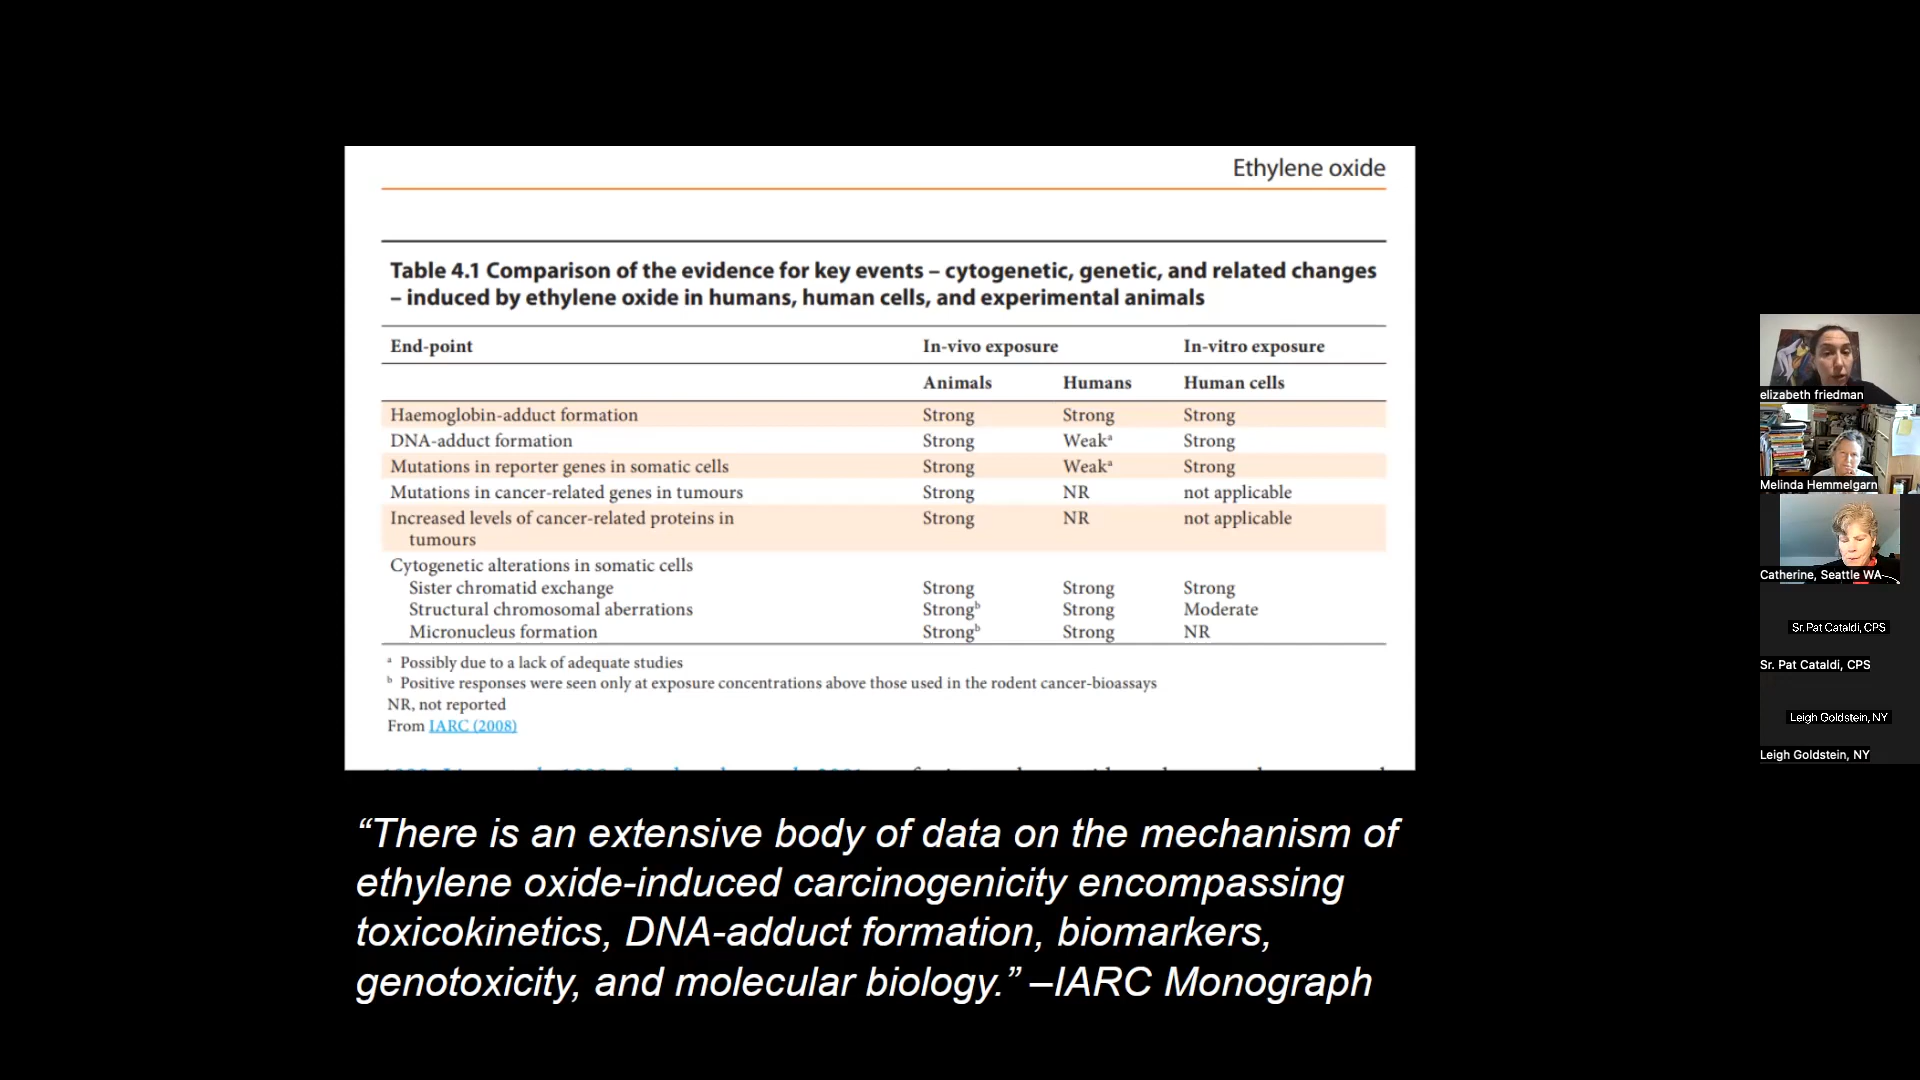 Ethylene oxide
Table 4.1 Comparison of the evidence for key events – cytogenetic, genetic, and related changes
– induced by ethylene oxide in humans, human cells, and experimental animals
End-point In-vivo exposure In-vitro exposure
Animals Humans Human cells
Haemoglobin-adduct formation Strong Strong Strong
DNA-adduct formation Strong Weakᵃ Strong
Mutations in reporter genes in somatic cells Strong Weakᵃ Strong
Mutations in cancer-related genes in tumours Strong NR not applicable
Increased levels of cancer-related proteins in Strong NR not applicable
tumours
Cytogenetic alterations in somatic cells
Sister chromatid exchange Strong Strong Strong
Structural chromosomal aberrations Strongᵇ Strong Moderate
Micronucleus formation Strongᵇ Strong NR
ᵃ Possibly due to a lack of adequate studies
ᵇ Positive responses were seen only at exposure concentrations above those used in the rodent cancer-bioassays
NR, not reported
From IARC (2008)
“There is an extensive body of data on the mechanism of
ethylene oxide-induced carcinogenicity encompassing
toxicokinetics, DNA-adduct formation, biomarkers,
genotoxicity, and molecular biology.” –IARC Monograph
elizabeth friedman
Melinda Hemmelgarn
Catherine, Seattle WA
Sr. Pat Cataldi, CPS
Sr. Pat Cataldi, CPS
Leigh Goldstein, NY
Leigh Goldstein, NY